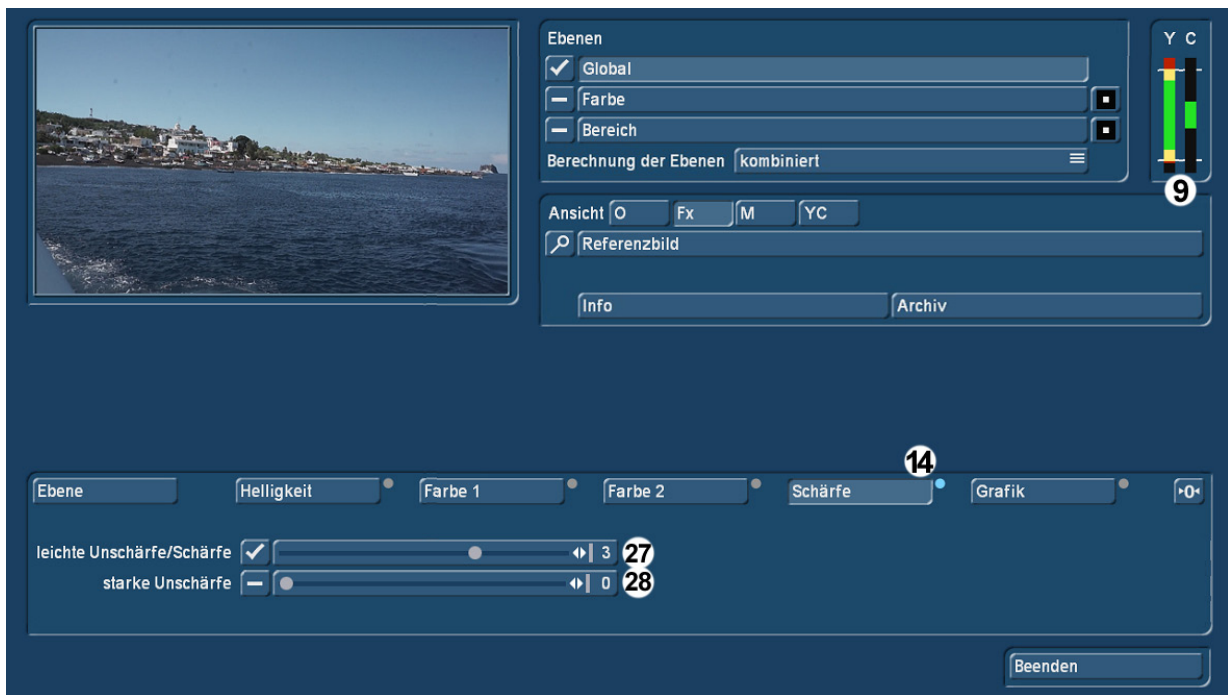 Ebenen
Global
Farbe
Bereich
Berechnung der Ebenen kombiniert
Y C
9
Ansicht O Fx M YC
Referenzbild
Info Archiv
14
Ebene Helligkeit Farbe 1 Farbe 2 Schärfe Grafik 0
leichte Unschärfe/Schärfe 3 27
starke Unschärfe 0 28
Beenden